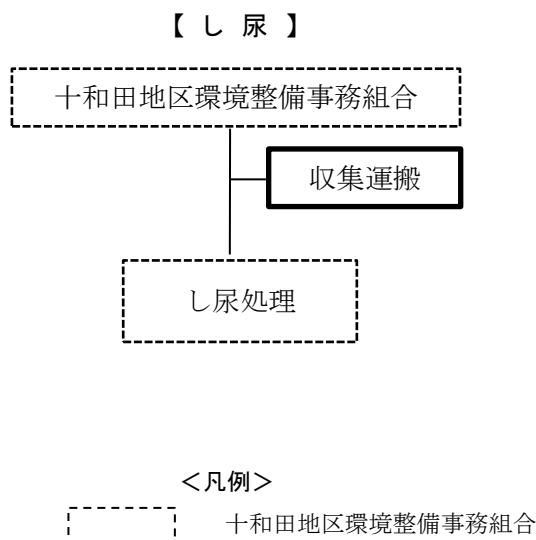 【 し 尿 】
十和田地区環境整備事務組合
収集運搬
し尿処理
＜凡例＞
十和田地区環境整備事務組合